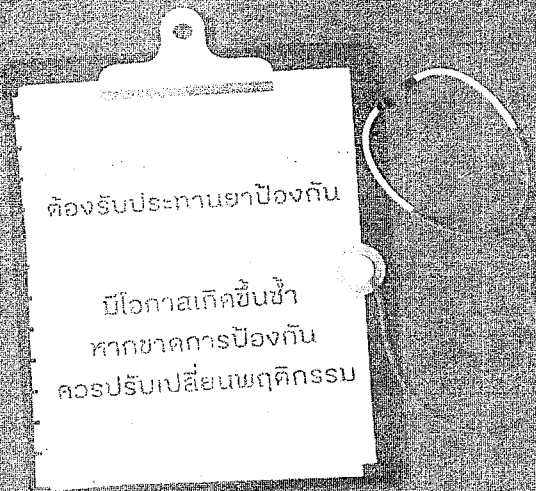 ต้องรับประทานยาป้องกัน
มีโอกาสเกิดขึ้นซ้ำ
หากขาดการป้องกัน
ควรปรับเปลี่ยนพฤติกรรม